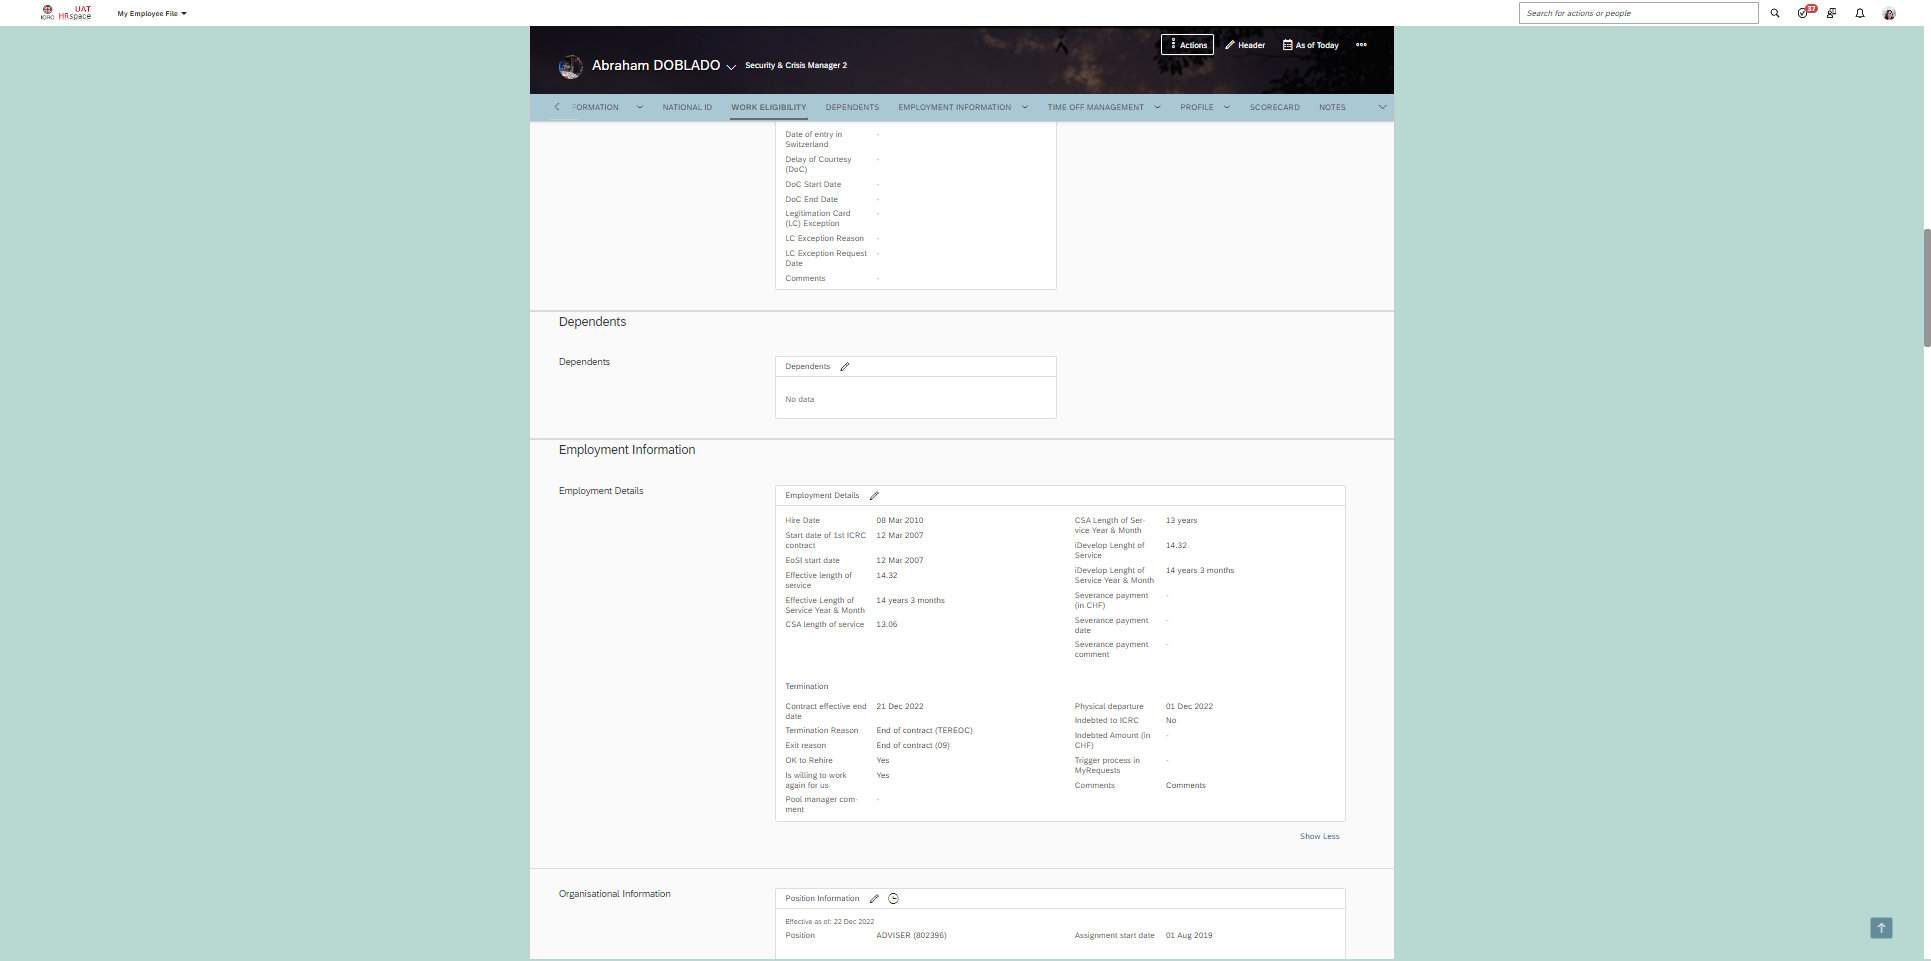 ICRC
UAT
HRspace
My Employee File
Search for actions or people
37
Abraham DOBLADO
Security & Crisis Manager 2
Actions
Header
As of Today
FORMATION
NATIONAL ID
WORK ELIGIBILITY
DEPENDENTS
EMPLOYMENT INFORMATION
TIME OFF MANAGEMENT
PROFILE
SCORECARD
NOTES
Date of entry in
Switzerland
-
Delay of Courtesy
(DoC)
-
DoC Start Date
-
DoC End Date
-
Legitimation Card
(LC) Exception
-
LC Exception Reason
-
LC Exception Request
Date
-
Comments
-
Dependents
Dependents
Dependents
No data
Employment Information
Employment Details
Employment Details
Hire Date
08 Mar 2010
Start date of 1st ICRC
contract
12 Mar 2007
EoSI start date
12 Mar 2007
Effective length of
service
14.32
Effective Length of
Service Year & Month
14 years 3 months
CSA length of service
13.06
CSA Length of Ser-
vice Year & Month
13 years
iDevelop Lenght of
Service
14.32
iDevelop Lenght of
Service Year & Month
14 years 3 months
Severance payment
(in CHF)
-
Severance payment
date
-
Severance payment
comment
-
Termination
Contract effective end
date
21 Dec 2022
Termination Reason
End of contract (TEREOC)
Exit reason
End of contract (09)
OK to Rehire
Yes
Is willing to work
again for us
Yes
Pool manager com-
ment
-
Physical departure
01 Dec 2022
Indebted to ICRC
No
Indebted Amount (in
CHF)
-
Trigger process in
MyRequests
-
Comments
Comments
Show Less
Organisational Information
Position Information
Effective as of: 22 Dec 2022
Position
ADVISER (802396)
Assignment start date
01 Aug 2019